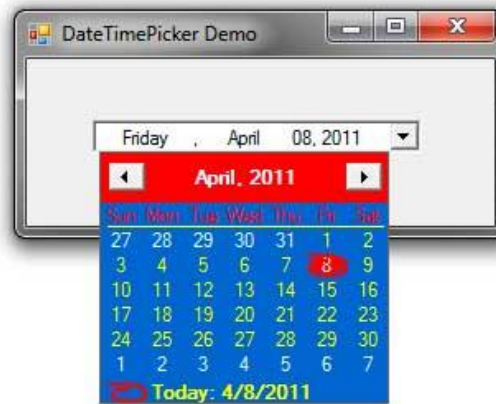 DateTimePicker Demo
Friday , April 08, 2011
April, 2011
Sun Mon Tue Wed Thu Fri Sat
27 28 29 30 31 1 2
3 4 5 6 7 8 9
10 11 12 13 14 15 16
17 18 19 20 21 22 23
24 25 26 27 28 29 30
1 2 3 4 5 6 7
Today: 4/8/2011